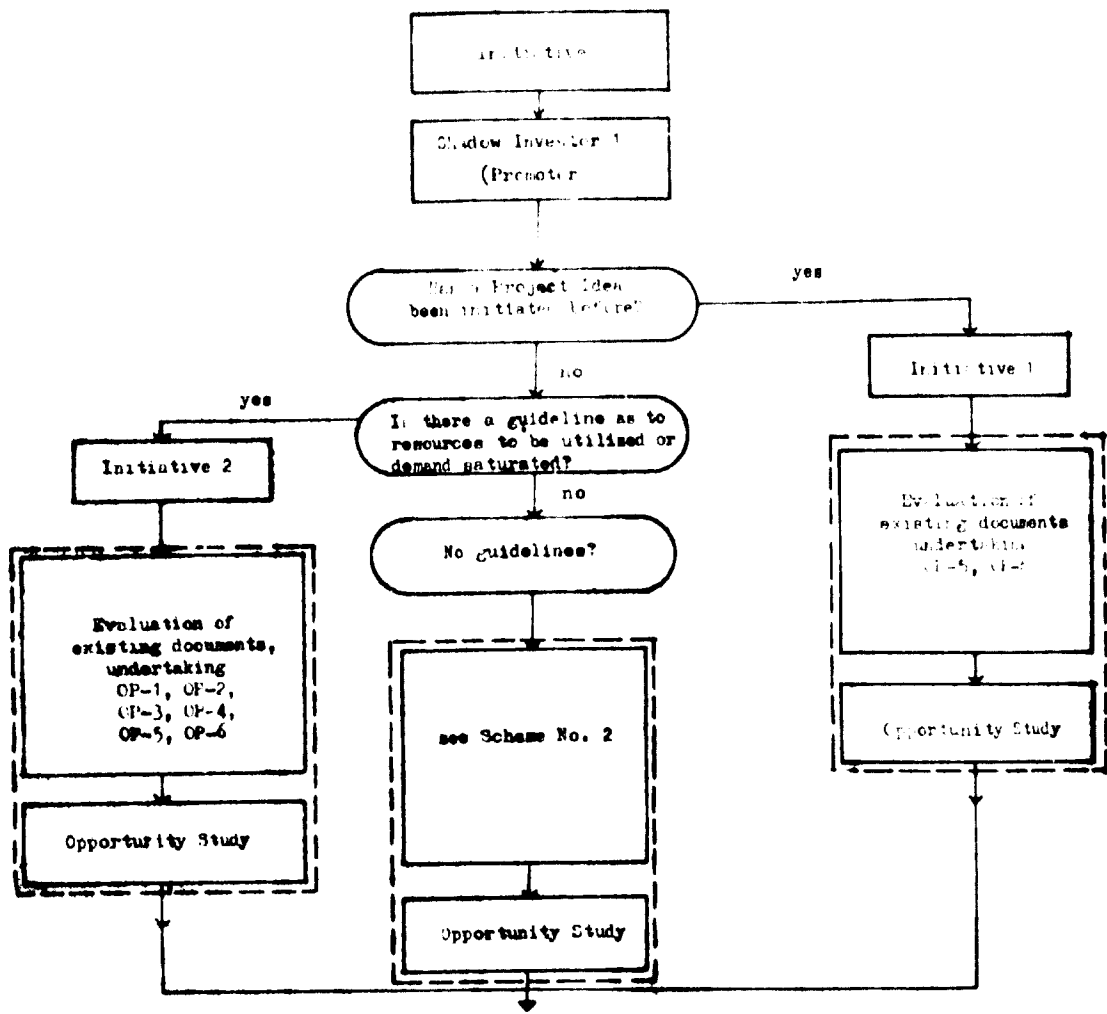 Initiative
Shadow Investor 1
(Promoter
Project Idea
been initiated before?
yes
no
Initiative 1
yes
Is there a guideline as to
resources to be utilized or
demand saturated?
Initiative 2
no
No guidelines?
Evaluation of
existing documents
undertaking
Evaluation of
existing documents,
undertaking
OP-1, OP-2,
OP-3, OP-4,
OP-5, OP-6
see Scheme No. 2
Opportunity Study
Opportunity Study
Opportunity Study